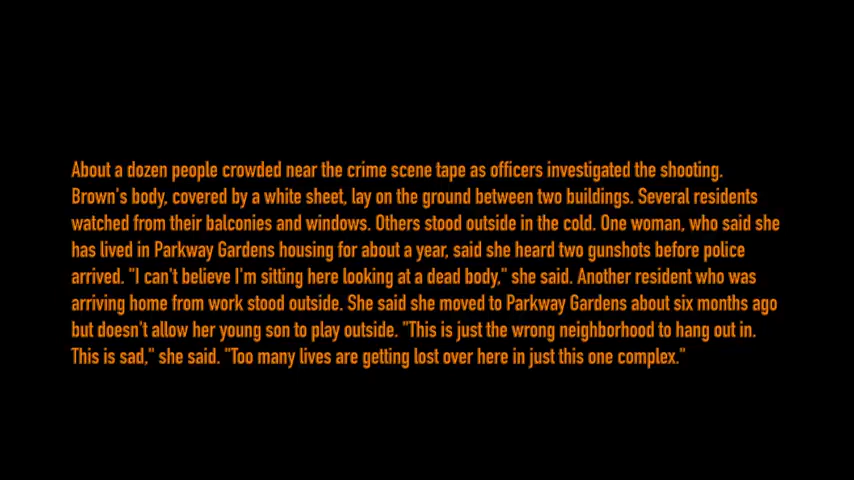 About a dozen people crowded near the crime scene tape as officers investigated the shooting.
Brown's body, covered by a white sheet, lay on the ground between two buildings. Several residents
watched from their balconies and windows. Others stood outside in the cold. One woman, who said she
has lived in Parkway Gardens housing for about a year, said she heard two gunshots before police
arrived. "I can't believe I'm sitting here looking at a dead body," she said. Another resident who was
arriving home from work stood outside. She said she moved to Parkway Gardens about six months ago
but doesn't allow her young son to play outside. "This is just the wrong neighborhood to hang out in.
This is sad," she said. "Too many lives are getting lost over here in just this one complex."